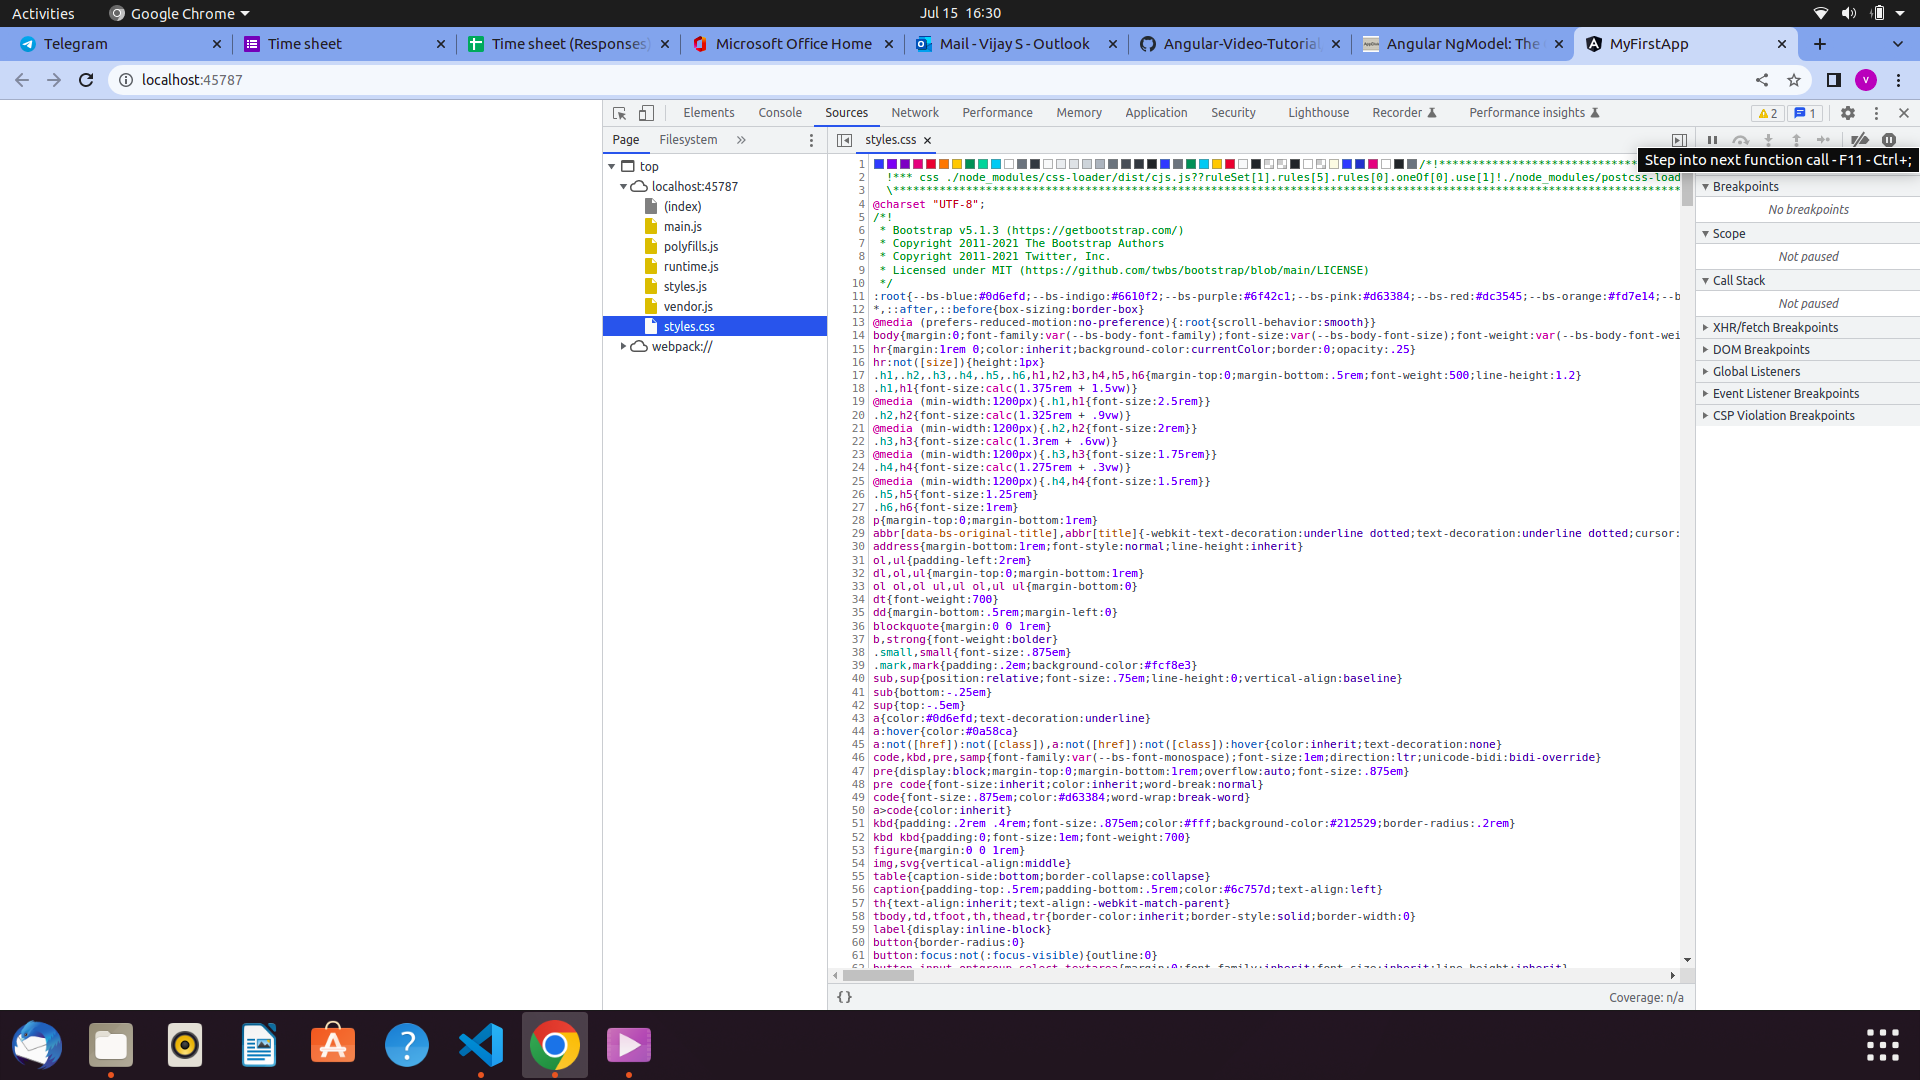 Activities
Google Chrome
Jul 15 16:30
Telegram
Time sheet
Time sheet (Responses)
Microsoft Office Home
Mail - Vijay S - Outlook
Angular-Video-Tutorial
Angular NgModel: The
MyFirstApp
localhost:45787
V
Elements
Console
Sources
Network
Performance
Memory
Application
Security
Lighthouse
Recorder
Performance insights
2
1
Page
Filesystem
styles.css
Step into next function call - F11 - Ctrl+;
top
localhost:45787
(index)
main.js
polyfills.js
runtime.js
styles.js
vendor.js
styles.css
webpack://
1 /*!
2 !*** css ./node_modules/css-loader/dist/cjs.js??ruleSet[1].rules[5].rules[0].oneOf[0].use[1]!./node_modules/postcss-load
3
4 @charset "UTF-8";
5 /*!
6 * Bootstrap v5.1.3 (https://getbootstrap.com/)
7 * Copyright 2011-2021 The Bootstrap Authors
8 * Copyright 2011-2021 Twitter, Inc.
9 * Licensed under MIT (https://github.com/twbs/bootstrap/blob/main/LICENSE)
10 */
11 :root{--bs-blue:#0d6efd;--bs-indigo:#6610f2;--bs-purple:#6f42c1;--bs-pink:#d63384;--bs-red:#dc3545;--bs-orange:#fd7e14;--b
12 *,::after,::before{box-sizing:border-box}
13 @media (prefers-reduced-motion:no-preference){:root{scroll-behavior:smooth}}
14 body{margin:0;font-family:var(--bs-body-font-family);font-size:var(--bs-body-font-size);font-weight:var(--bs-body-font-wei
15 hr{margin:1rem 0;color:inherit;background-color:currentColor;border:0;opacity:.25}
16 hr:not([size]){height:1px}
17 .h1,.h2,.h3,.h4,.h5,.h6,h1,h2,h3,h4,h5,h6{margin-top:0;margin-bottom:.5rem;font-weight:500;line-height:1.2}
18 .h1,h1{font-size:calc(1.375rem + 1.5vw)}
19 @media (min-width:1200px){.h1,h1{font-size:2.5rem}}
20 .h2,h2{font-size:calc(1.325rem + .9vw)}
21 @media (min-width:1200px){.h2,h2{font-size:2rem}}
22 .h3,h3{font-size:calc(1.3rem + .6vw)}
23 @media (min-width:1200px){.h3,h3{font-size:1.75rem}}
24 .h4,h4{font-size:calc(1.275rem + .3vw)}
25 @media (min-width:1200px){.h4,h4{font-size:1.5rem}}
26 .h5,h5{font-size:1.25rem}
27 .h6,h6{font-size:1rem}
28 p{margin-top:0;margin-bottom:1rem}
29 abbr[data-bs-original-title],abbr[title]{-webkit-text-decoration:underline dotted;text-decoration:underline dotted;cursor:
30 address{margin-bottom:1rem;font-style:normal;line-height:inherit}
31 ol,ul{padding-left:2rem}
32 dl,ol,ul{margin-top:0;margin-bottom:1rem}
33 ol ol,ol ul,ul ol,ul ul{margin-bottom:0}
34 dt{font-weight:700}
35 dd{margin-bottom:.5rem;margin-left:0}
36 blockquote{margin:0 0 1rem}
37 b,strong{font-weight:bolder}
38 .small,small{font-size:.875em}
39 .mark,mark{padding:.2em;background-color:#fcf8e3}
40 sub,sup{position:relative;font-size:.75em;line-height:0;vertical-align:baseline}
41 sub{bottom:-.25em}
42 sup{top:-.5em}
43 a{color:#0d6efd;text-decoration:underline}
44 a:hover{color:#0a58ca}
45 a:not([href]):not([class]),a:not([href]):not([class]):hover{color:inherit;text-decoration:none}
46 code,kbd,pre,samp{font-family:var(--bs-font-monospace);font-size:1em;direction:ltr;unicode-bidi:bidi-override}
47 pre{display:block;margin-top:0;margin-bottom:1rem;overflow:auto;font-size:.875em}
48 pre code{font-size:inherit;color:inherit;word-break:normal}
49 code{font-size:.875em;color:#d63384;word-wrap:break-word}
50 a>code{color:inherit}
51 kbd{padding:.2rem .4rem;font-size:.875em;color:#fff;background-color:#212529;border-radius:.2rem}
52 kbd kbd{padding:0;font-size:1em;font-weight:700}
53 figure{margin:0 0 1rem}
54 img,svg{vertical-align:middle}
55 table{caption-side:bottom;border-collapse:collapse}
56 caption{padding-top:.5rem;padding-bottom:.5rem;color:#6c757d;text-align:left}
57 th{text-align:inherit;text-align:-webkit-match-parent}
58 tbody,td,tfoot,th,thead,tr{border-color:inherit;border-style:solid;border-width:0}
59 label{display:inline-block}
60 button{border-radius:0}
61 button:focus:not(:focus-visible){outline:0}
62 button,input,optgroup,select,textarea{margin:0;font-family:inherit;font-size:inherit;line-height:inherit}
{}
Coverage: n/a
Breakpoints
No breakpoints
Scope
Not paused
Call Stack
Not paused
XHR/fetch Breakpoints
DOM Breakpoints
Global Listeners
Event Listener Breakpoints
CSP Violation Breakpoints